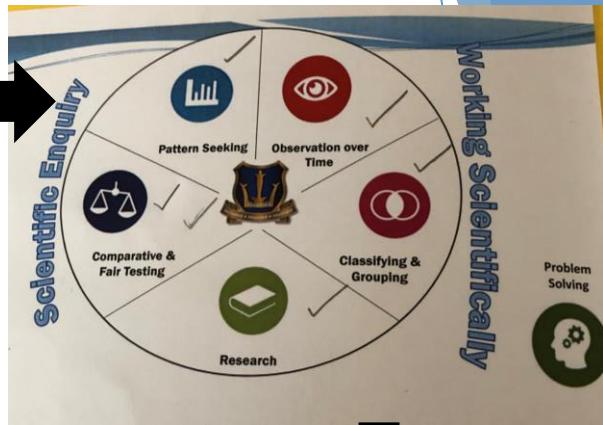 Scientific Enquiry
Working Scientifically
Pattern Seeking
Observation over
Time
Comparative &
Fair Testing
Classifying &
Grouping
Research
Problem
Solving